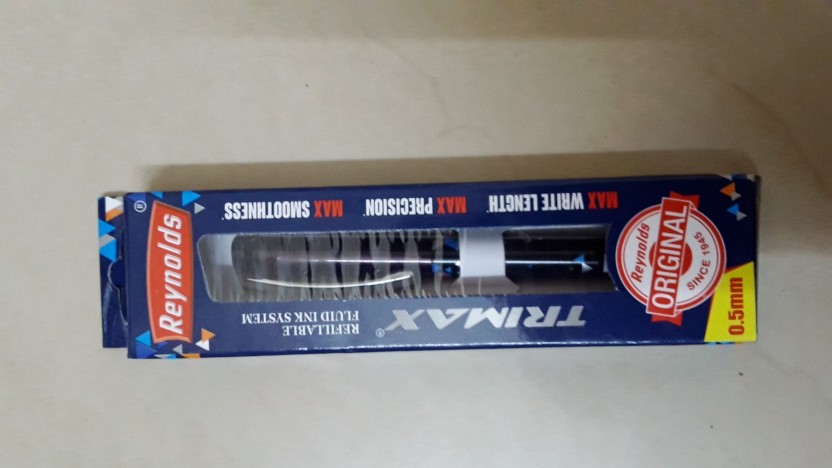 Reynolds
®
TRIMAX®
REFILLABLE
FLUID INK SYSTEM
MAX WRITE LENGTH*
MAX PRECISION*
MAX SMOOTHNESS*
Reynolds
ORIGINAL
SINCE 1945
0.5mm